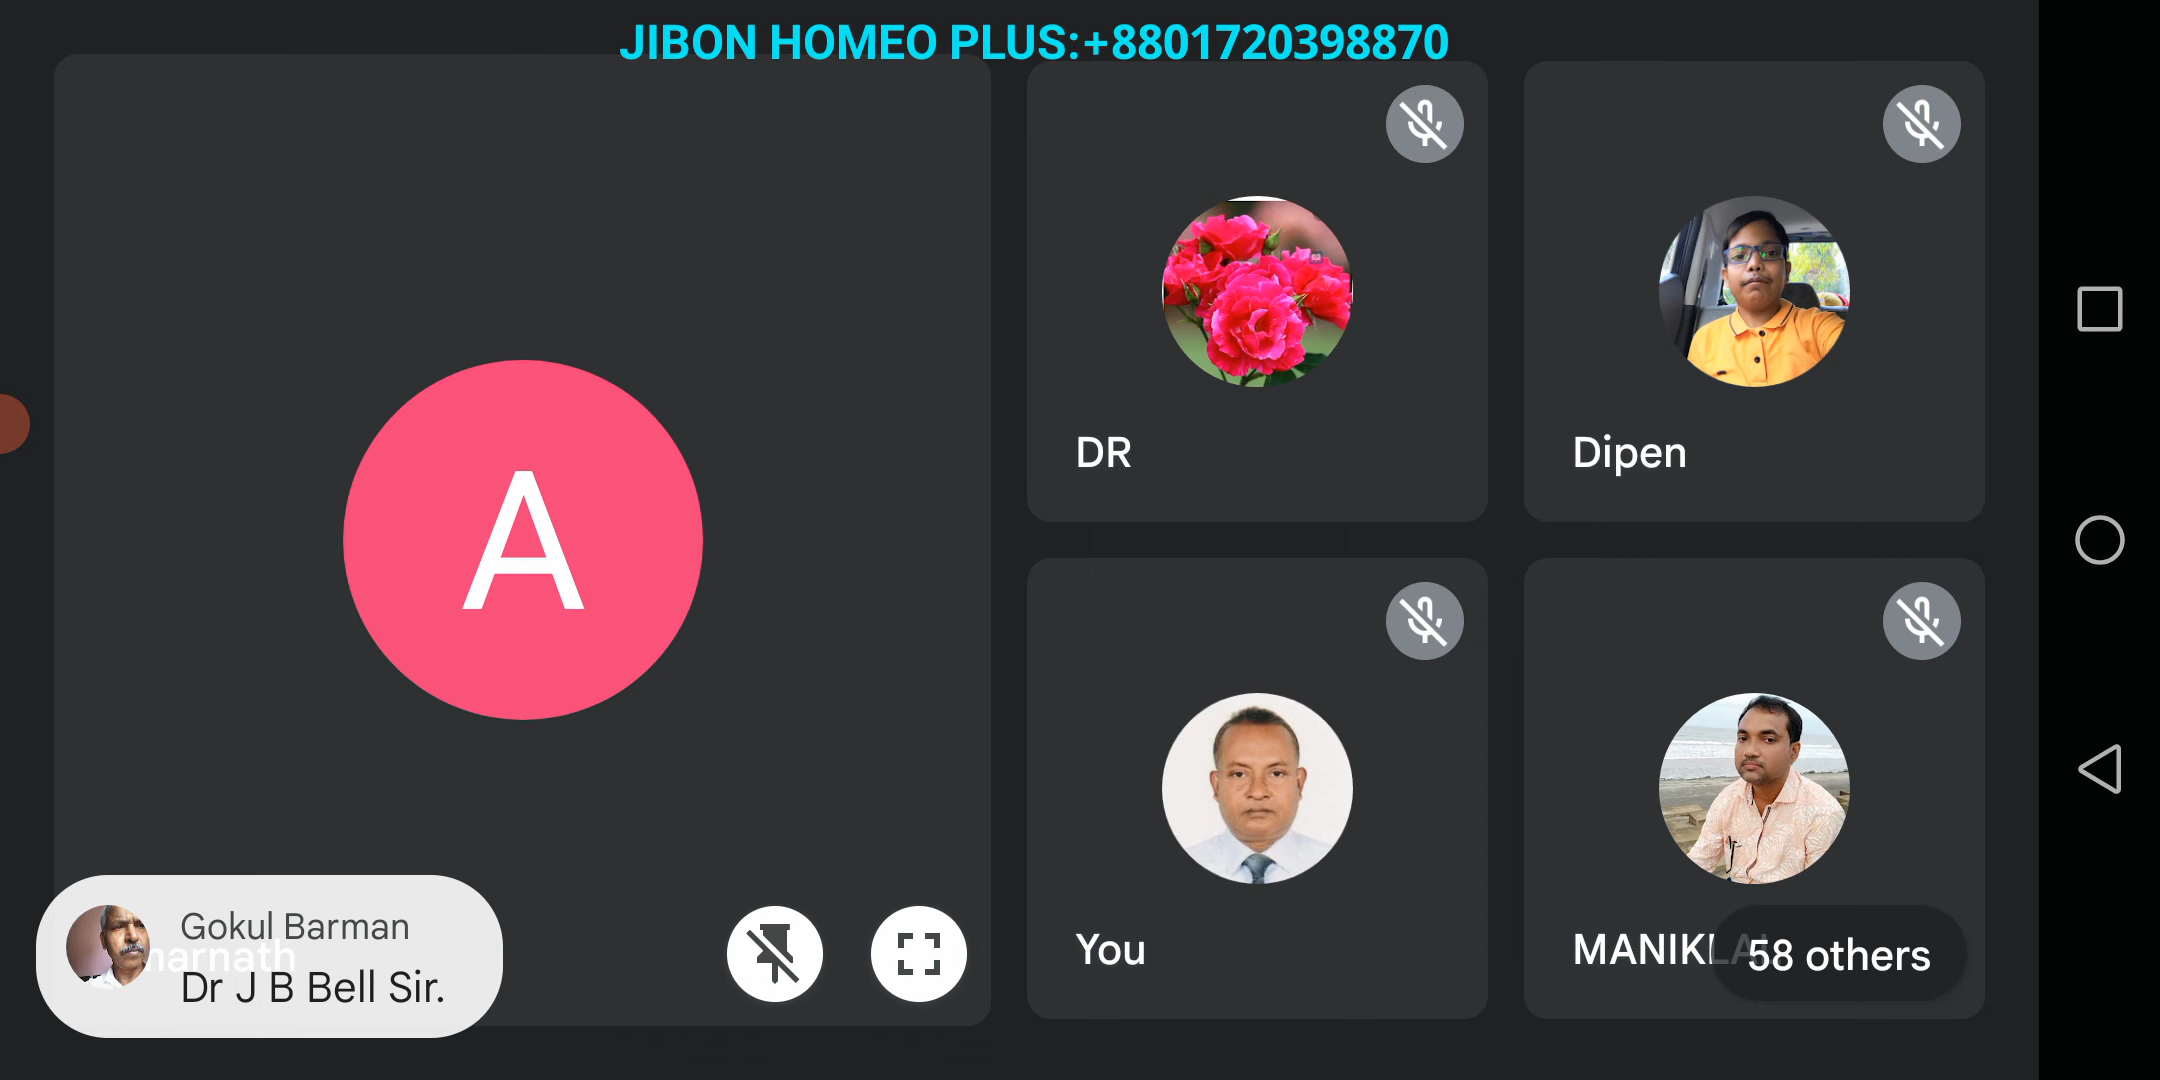 JIBON HOMEO PLUS:+8801720398870
A
DR
Dipen
Gokul Barman
Dr J B Bell Sir.
You
58 others